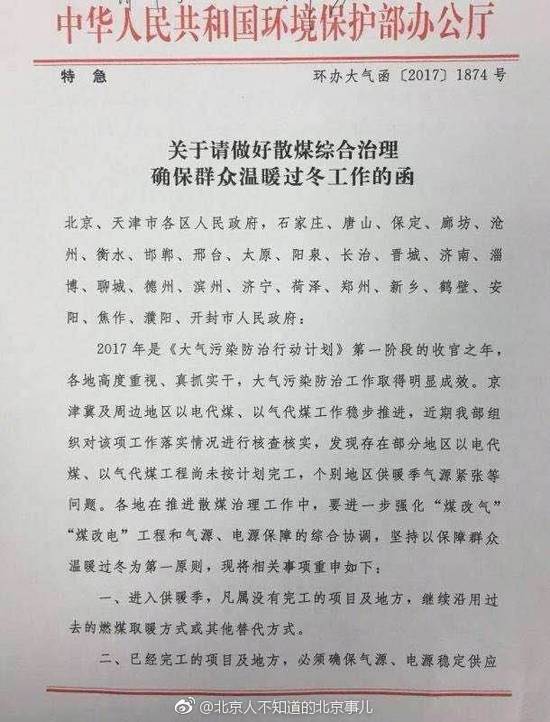 中华人民共和国环境保护部办公厅
特 急 环办大气函〔2017〕1874 号
关于请做好散煤综合治理
确保群众温暖过冬工作的函
北京、天津市各区人民政府，石家庄、唐山、保定、廊坊、沧
州、衡水、邯郸、邢台、太原、阳泉、长治、晋城、济南、淄
博、聊城、德州、滨州、济宁、菏泽、郑州、新乡、鹤壁、安
阳、焦作、濮阳、开封市人民政府：
2017 年是《大气污染防治行动计划》第一阶段的收官之年，
各地高度重视、真抓实干，大气污染防治工作取得明显成效。京
津冀及周边地区以电代煤、以气代煤工作稳步推进，近期我部
组织对该项工作落实情况进行核查核实，发现存在部分地区以电代
煤、以气代煤工程尚未按计划完工，个别地区供暖季气源紧张等
问题。各地在推进散煤治理工作中，要进一步强化“煤改气”
“煤改电”工程和气源、电源保障的综合协调，坚持以保障群众
温暖过冬为第一原则，现将相关事项重申如下：
一、进入供暖季，凡属没有完工的项目及地方，继续沿用过
去的燃煤取暖方式或其他替代方式。
二、已经完工的项目及地方，必须确保气源、电源稳定供应
@北京人不知道的北京事儿